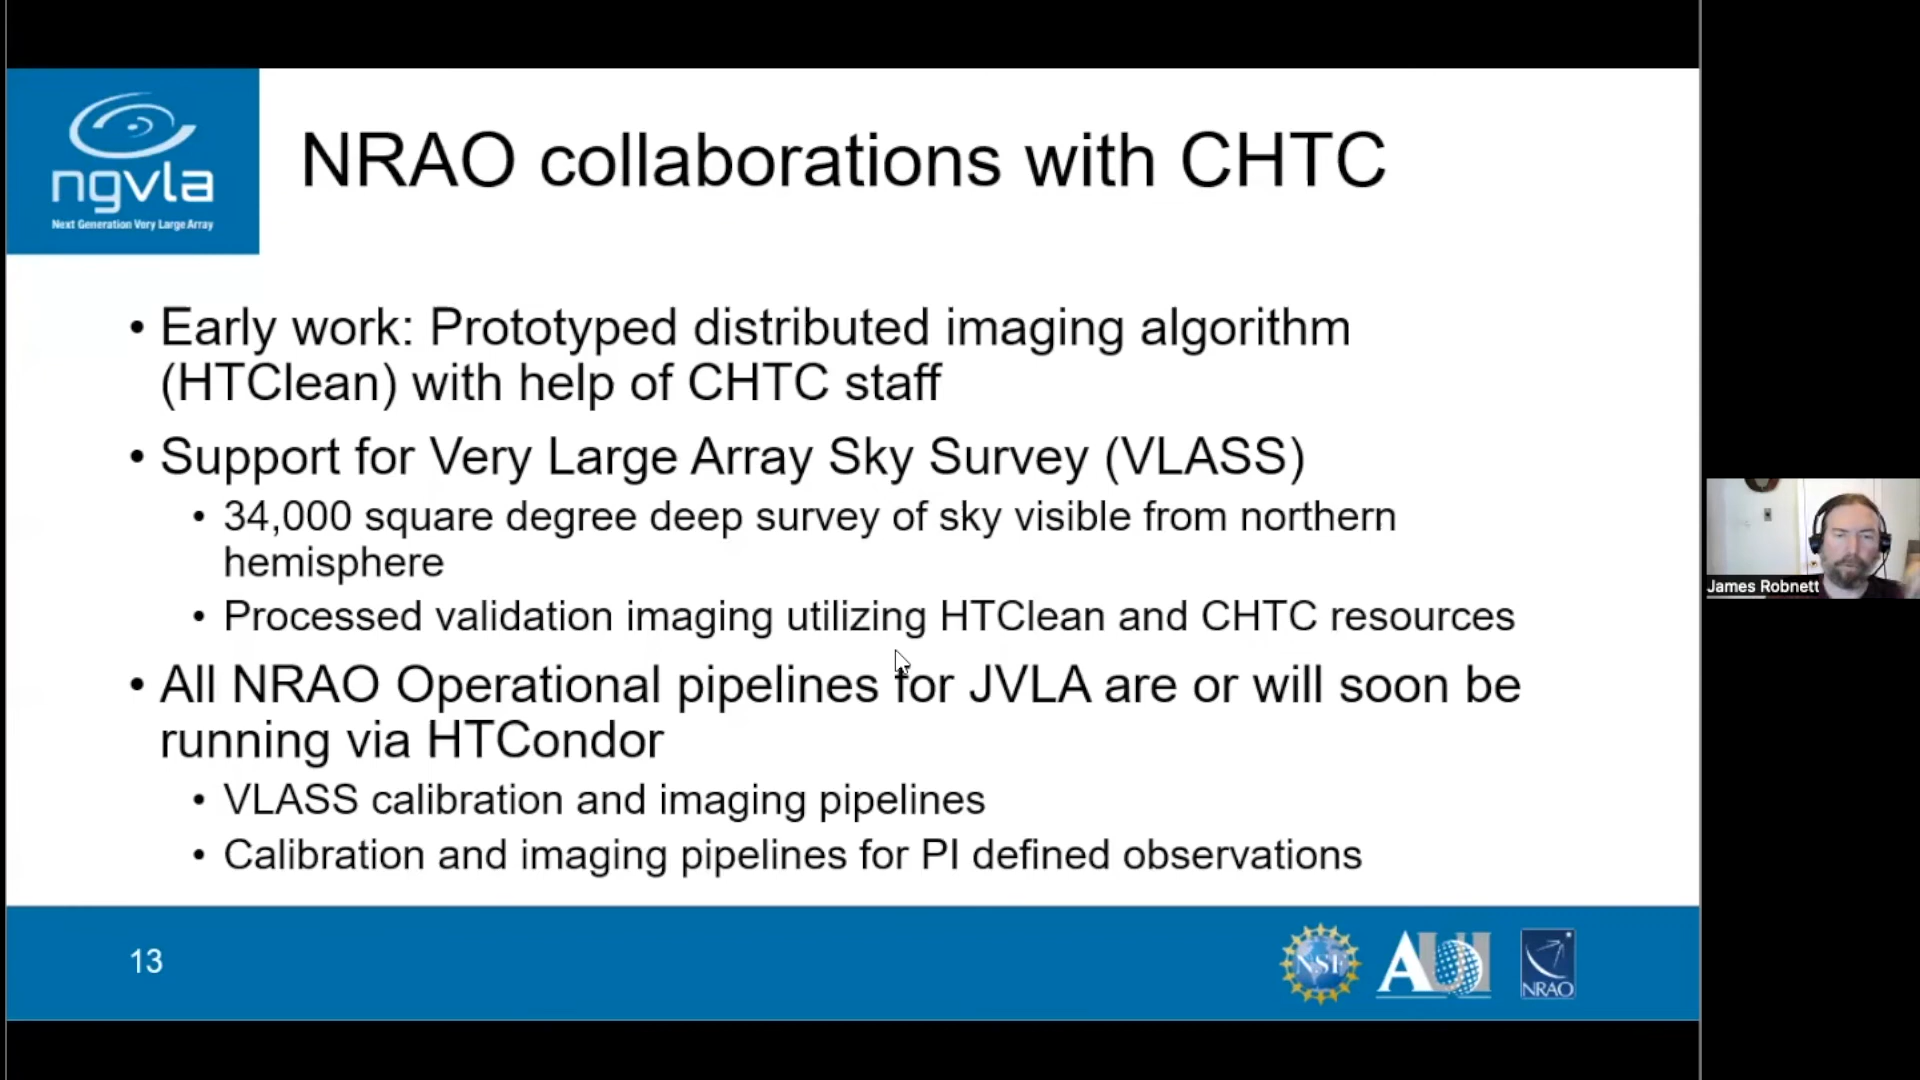 ngvla
Next Generation Very Large Array
NRAO collaborations with CHTC
• Early work: Prototyped distributed imaging algorithm
(HTClean) with help of CHTC staff
• Support for Very Large Array Sky Survey (VLASS)
• 34,000 square degree deep survey of sky visible from northern
hemisphere
• Processed validation imaging utilizing HTClean and CHTC resources
• All NRAO Operational pipelines for JVLA are or will soon be
running via HTCondor
• VLASS calibration and imaging pipelines
• Calibration and imaging pipelines for PI defined observations
James Robnett
13
NSF
AUI
NRAO